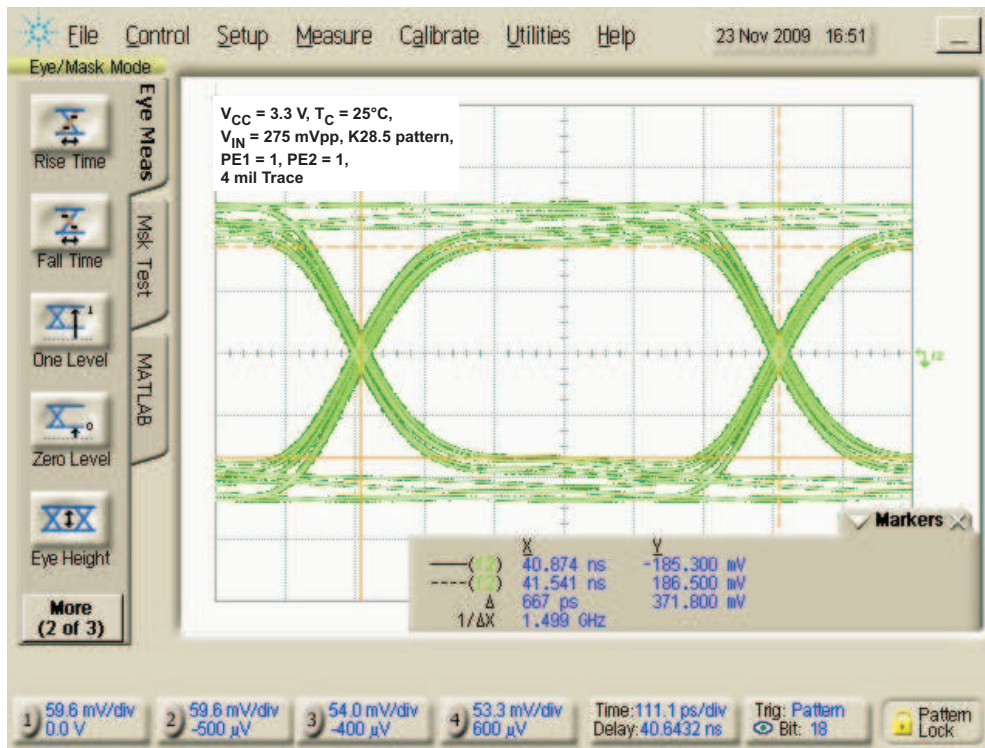 File Control Setup Measure Calibrate Utilities Help 23 Nov 2009 16:51
Eye/Mask Mode
Eye Meas
Msk Test
MATLAB
Rise Time
Fall Time
One Level
Zero Level
Eye Height
More
(2 of 3)
VCC = 3.3 V, TC = 25°C,
VIN = 275 mVpp, K28.5 pattern,
PE1 = 1, PE2 = 1,
4 mil Trace
Markers
X Y
(f2) 40.874 ns -185.300 mV
(f2) 41.541 ns 186.500 mV
Δ 667 ps 371.800 mV
1/ΔX 1.499 GHz
1 59.6 mV/div
0.0 V
2 59.6 mV/div
-500 µV
3 54.0 mV/div
-400 µV
4 53.3 mV/div
600 µV
Time:111.1 ps/div
Delay:40.6432 ns
Trig: Pattern
Bit: 18
Pattern
Lock